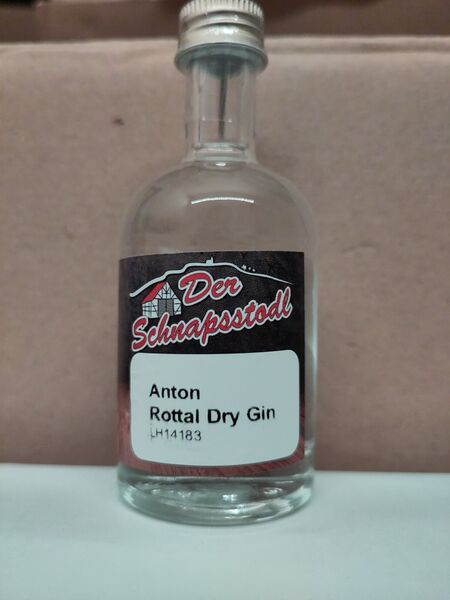 Der
Schnapsstodl
Anton
Rottal Dry Gin
LH14183